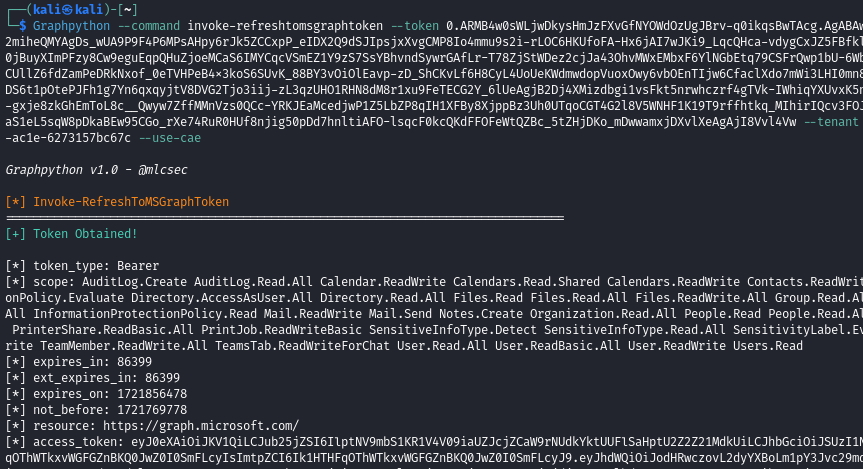 (kali㉿kali)-[~]
$ Graphpython --command invoke-refreshtomsgraphtoken --token 0.ARMB4w0sWLjwDkysHmJzFXvGfNYOWdOzUgJBrv-q0ikqsBwTAcg.AgABAw
2miheQMYAgDs_wUA9P9F4P6MPsAHpy6rJk5ZCCxpP_eIDX2Q9dSJIpsjxXvgCMP8Io4mmu9s2i-rLOC6HKUfoFA-Hx6jAI7wJKi9_LqcQHca-vdygCxJZ5FBfkl
0jBuyXImPFzy8Cw9eguEqpQHuZjoeMCaS6IMYCqcVSmEZ1Y9zS7SsYBhvndSywrGAfLr-T78ZjStWDez2cjJa43OhvMWxEMbxF6YlNGbEtq79CSFrQwp1bU-6Wb
CUllZ6fdZamPeDRkNxof_0eTVHPeB4×3koS6SUvK_88BY3vOiOlEavp-zD_ShCKvLf6H8CyL4UoUeKWdmwdopVuoxOwy6vbOEnTIjw6CfaclXdo7mWi3LHI0mn8
DS6t1pOtePJFh1g7Yn6qxqyjtV8DVG2Tjo3iij-zL3qzUHO1RHN8dM8r1xu9FeTECG2Y_6lUeAgjB2Dj4XMizdbgi1vsFkt5nrwhczrf4gTVk-IWhiqYXUvxK5r
-gxje8zkGhEmToL8c__Qwyw7ZffMMnVzs0QCc-YRKJEaMcedjwP1Z5LbZP8qIH1XFBy8XjppBz3Uh0UTqoCGT4G2l8V5WNHF1K19T9rffhtkq_MIhirIQcv3FOJ
aS1eL5sqW8pDkaBEw95CGo_rXe74RuR0HUf8njig50pDd7hnltiAFO-lsqcF0kcQKdFFOFeWtQZBc_5tZHjDKo_mDwwamxjDXvlXeAgAjI8Vvl4Vw --tenant
-ac1e-6273157bc67c --use-cae
Graphpython v1.0 - @mlcsec
[*] Invoke-RefreshToMSGraphToken
[+] Token Obtained!
[*] token_type: Bearer
[*] scope: AuditLog.Create AuditLog.Read.All Calendar.ReadWrite Calendars.Read.Shared Calendars.ReadWrite Contacts.ReadWrit
onPolicy.Evaluate Directory.AccessAsUser.All Directory.Read.All Files.Read Files.Read.All Files.ReadWrite.All Group.Read.Al
All InformationProtectionPolicy.Read Mail.ReadWrite Mail.Send Notes.Create Organization.Read.All People.Read People.Read.Al
PrinterShare.ReadBasic.All PrintJob.ReadWriteBasic SensitiveInfoType.Detect SensitiveInfoType.Read.All SensitivityLabel.Ev
rite TeamMember.ReadWrite.All TeamsTab.ReadWriteForChat User.Read.All User.ReadBasic.All User.ReadWrite Users.Read
[*] expires_in: 86399
[*] ext_expires_in: 86399
[*] expires_on: 1721856478
[*] not_before: 1721769778
[*] resource: https://graph.microsoft.com/
[*] access_token: eyJ0eXAiOiJKV1QiLCJub25jZSI6IlptNV9mbS1KR1V4V09iaUZJcjZCaW9rNUdkYktUUFlSaHptU2Z2Z21MdkUiLCJhbGciOiJSUzI1N